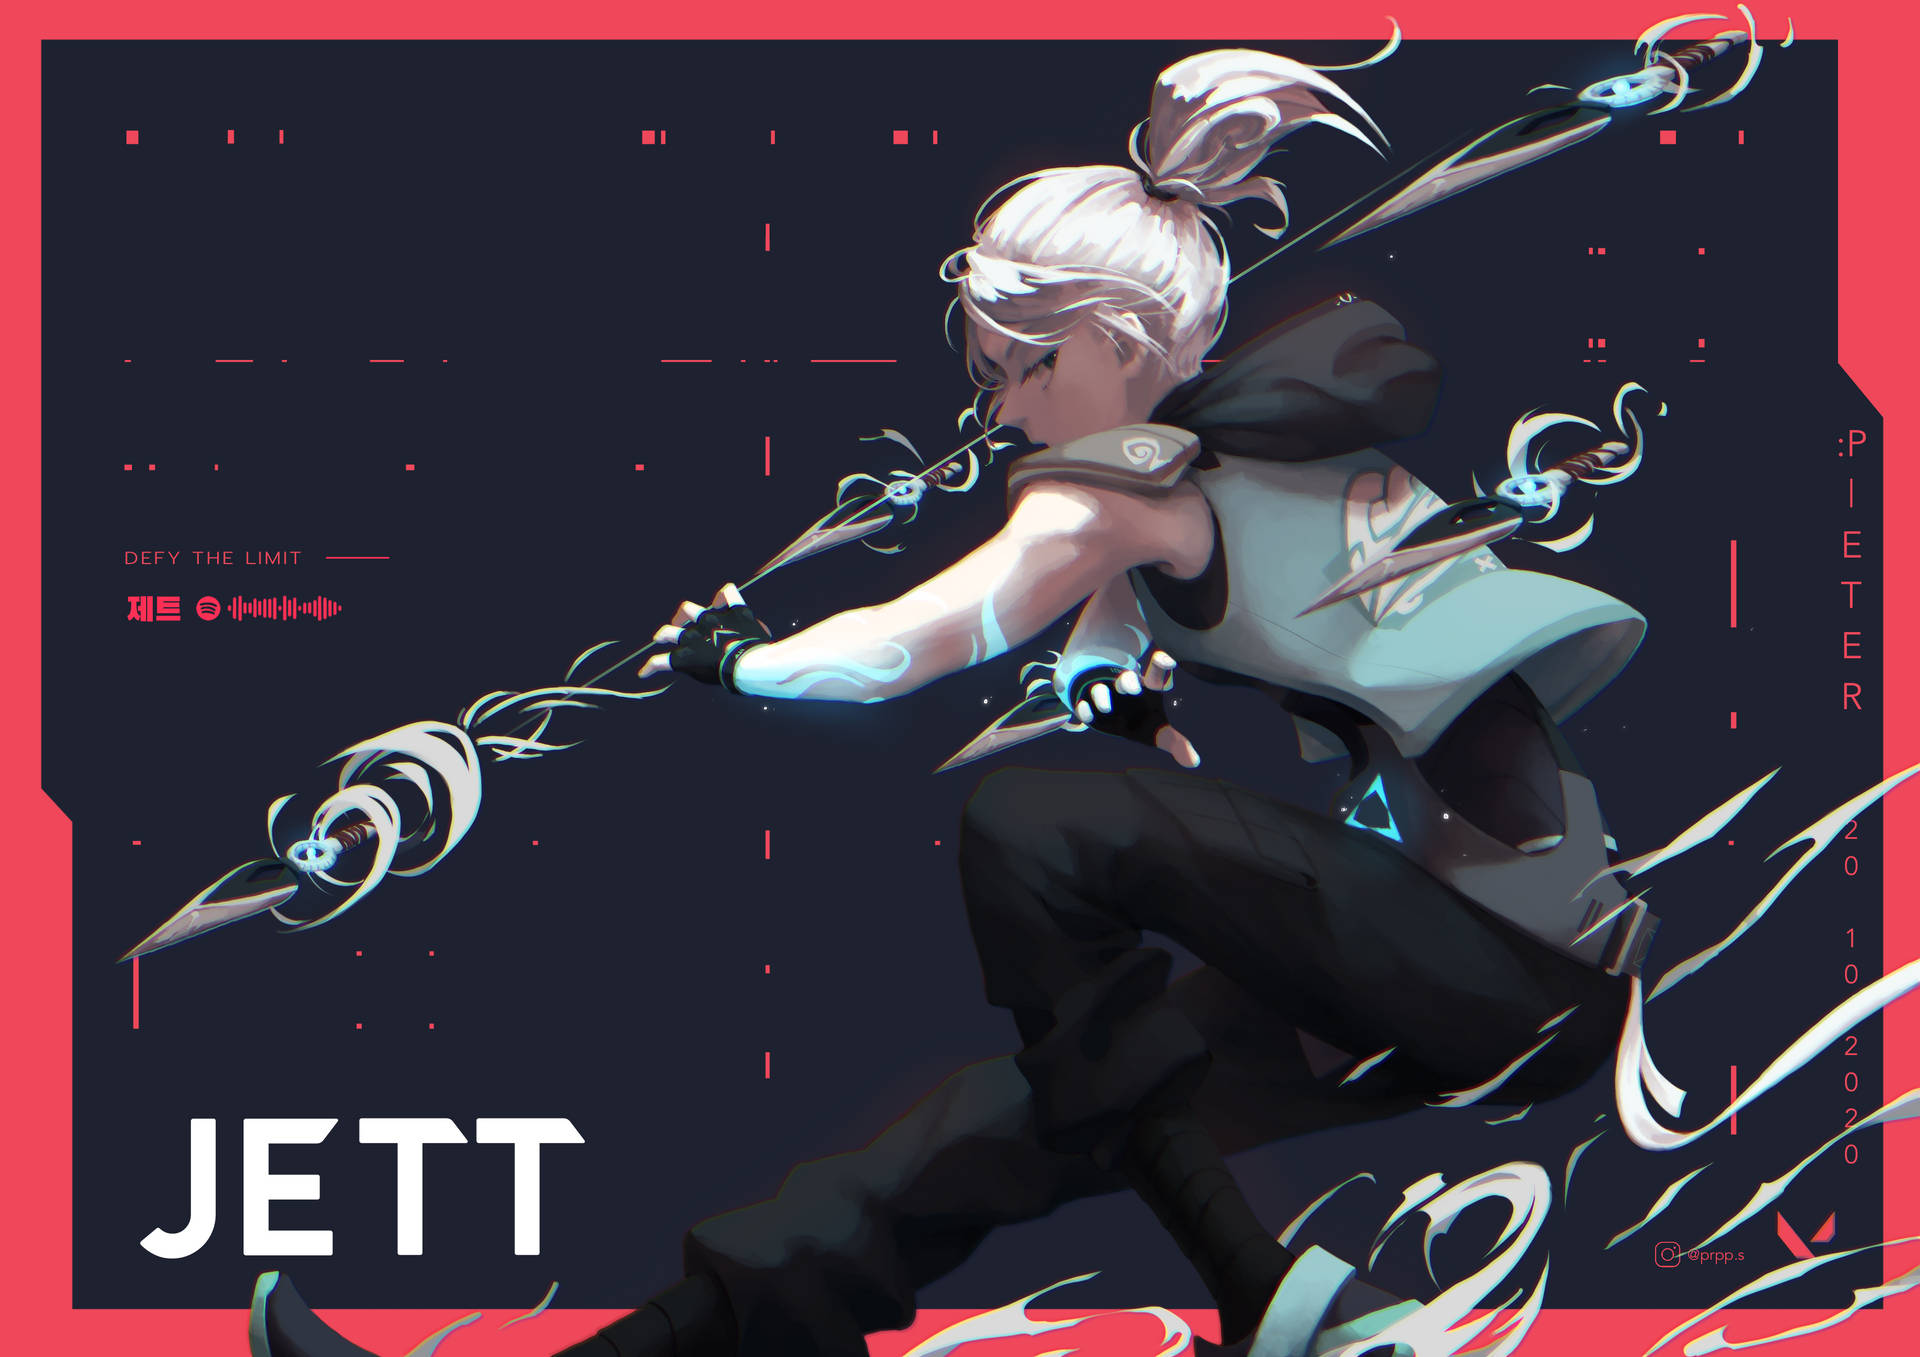 DEFY THE LIMIT
제트
JETT
:PIETER
20 10 2020
@prpp.s